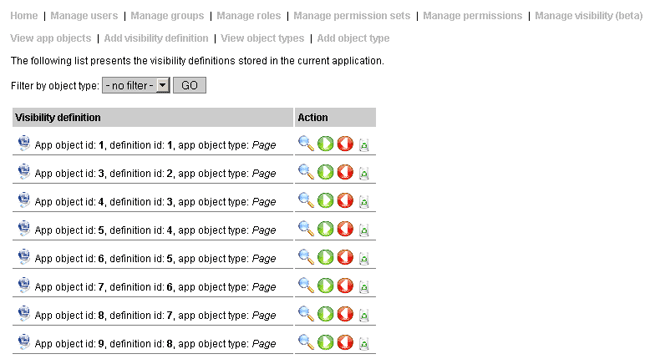 Home | Manage users | Manage groups | Manage roles | Manage permission sets | Manage permissions | Manage visibility (beta)
View app objects | Add visibility definition | View object types | Add object type
The following list presents the visibility definitions stored in the current application.
Filter by object type: - no filter - GO
Visibility definition Action
App object id: 1, definition id: 1, app object type: Page
App object id: 3, definition id: 2, app object type: Page
App object id: 4, definition id: 3, app object type: Page
App object id: 5, definition id: 4, app object type: Page
App object id: 6, definition id: 5, app object type: Page
App object id: 7, definition id: 6, app object type: Page
App object id: 8, definition id: 7, app object type: Page
App object id: 9, definition id: 8, app object type: Page